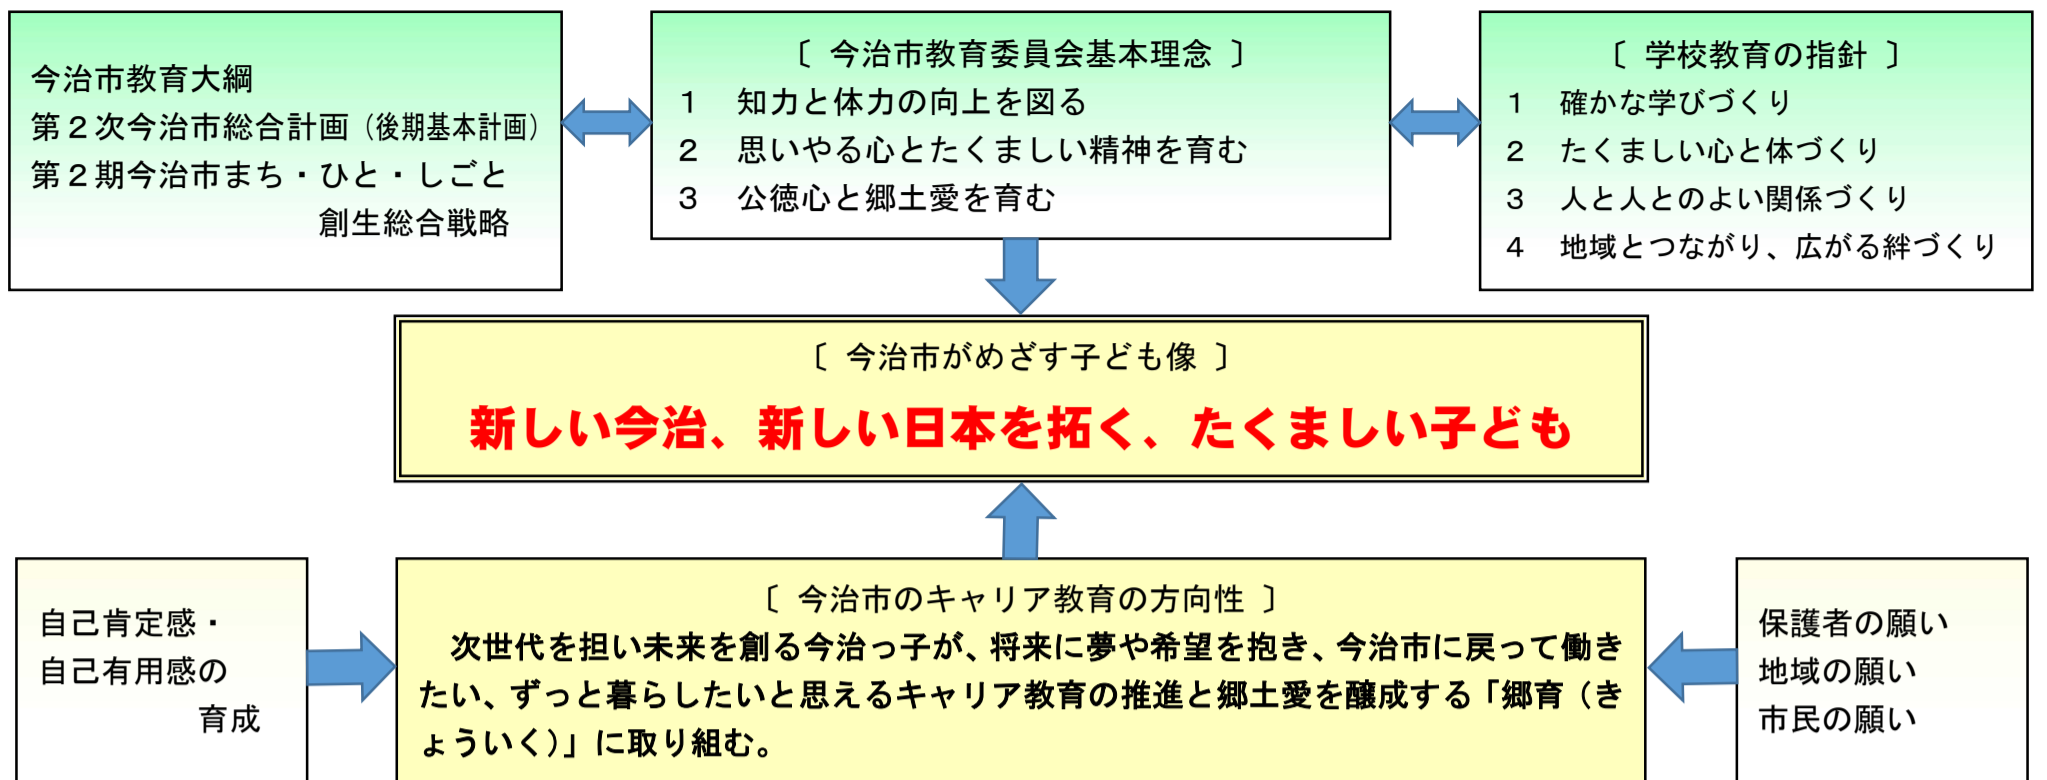 今治市教育大綱
第2次今治市総合計画（後期基本計画）
第2期今治市まち・ひと・しごと
創生総合戦略
〔 今治市教育委員会基本理念 〕
1　知力と体力の向上を図る
2　思いやる心とたくましい精神を育む
3　公徳心と郷土愛を育む
〔 学校教育の指針 〕
1　確かな学びづくり
2　たくましい心と体づくり
3　人と人とのよい関係づくり
4　地域とつながり、広がる絆づくり
〔 今治市がめざす子ども像 〕
新しい今治、新しい日本を拓く、たくましい子ども
自己肯定感・
自己有用感の
育成
〔 今治市のキャリア教育の方向性 〕
次世代を担い未来を創る今治っ子が、将来に夢や希望を抱き、今治市に戻って働き
たい、ずっと暮らしたいと思えるキャリア教育の推進と郷土愛を醸成する「郷育（き
ょういく）」に取り組む。
保護者の願い
地域の願い
市民の願い